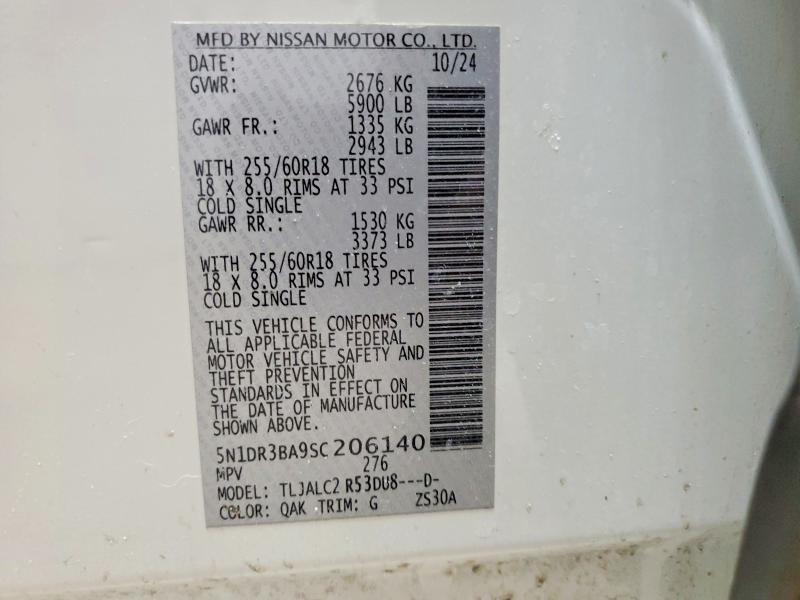 MFD BY NISSAN MOTOR CO., LTD.
DATE: 10/24
GVWR: 2676 KG
5900 LB
GAWR FR.: 1335 KG
2943 LB
WITH 255/60R18 TIRES
18 X 8.0 RIMS AT 33 PSI
COLD SINGLE
GAWR RR.: 1530 KG
3373 LB
WITH 255/60R18 TIRES
18 X 8.0 RIMS AT 33 PSI
COLD SINGLE
THIS VEHICLE CONFORMS TO
ALL APPLICABLE FEDERAL
MOTOR VEHICLE SAFETY AND
THEFT PREVENTION
STANDARDS IN EFFECT ON
THE DATE OF MANUFACTURE
SHOWN ABOVE.
5N1DR3BA9SC206140
MPV 276
MODEL: TLJALC2 R53DU8---D-
COLOR: QAK TRIM: G ZS30A